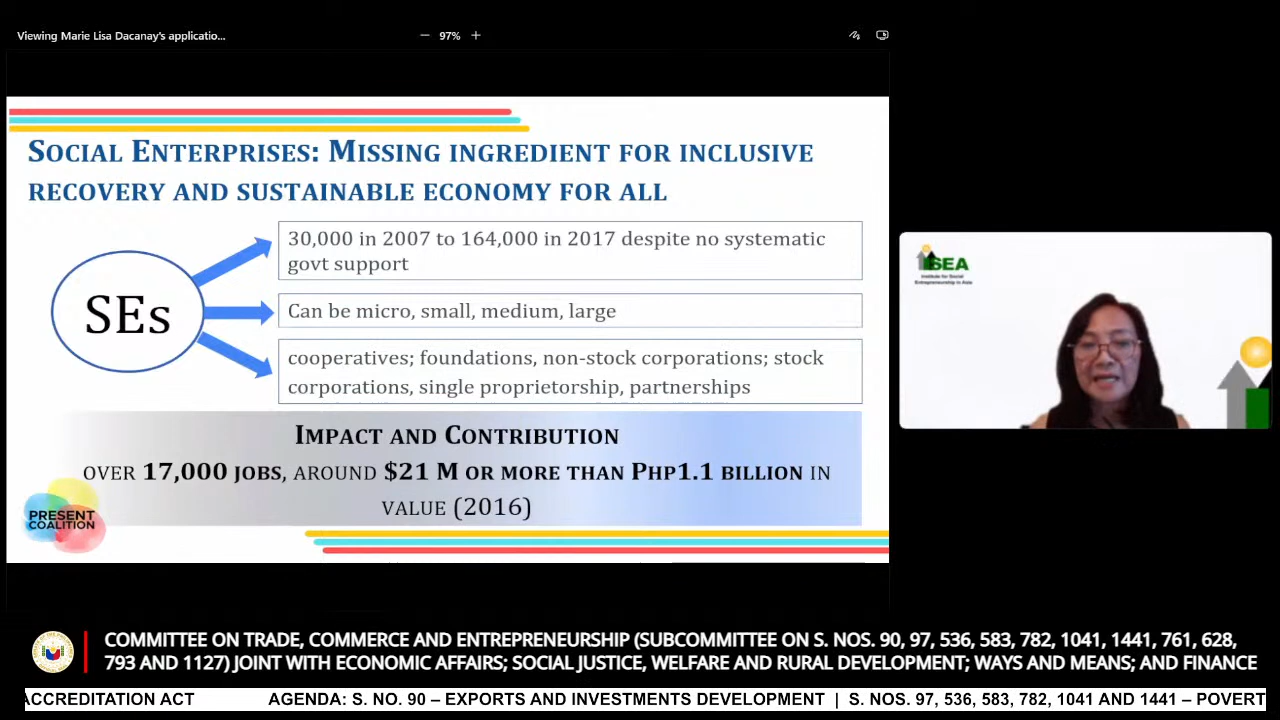 Viewing Marie Lisa Dacanay's applicatio...
97%
SOCIAL ENTERPRISES: MISSING INGREDIENT FOR INCLUSIVE
RECOVERY AND SUSTAINABLE ECONOMY FOR ALL
SEs
30,000 in 2007 to 164,000 in 2017 despite no systematic
govt support
Can be micro, small, medium, large
cooperatives; foundations, non-stock corporations; stock
corporations, single proprietorship, partnerships
IMPACT AND CONTRIBUTION
OVER 17,000 JOBS, AROUND $21 M OR MORE THAN PHP1.1 BILLION IN
VALUE (2016)
PRESENT
COALITION
ISEA
Institute for Social
Entrepreneurship in Asia
COMMITTEE ON TRADE, COMMERCE AND ENTREPRENEURSHIP (SUBCOMMITTEE ON S. NOS. 90, 97, 536, 583, 782, 1041, 1441, 761, 628,
793 AND 1127) JOINT WITH ECONOMIC AFFAIRS; SOCIAL JUSTICE, WELFARE AND RURAL DEVELOPMENT; WAYS AND MEANS; AND FINANCE
ACCREDITATION ACT AGENDA: S. NO. 90 – EXPORTS AND INVESTMENTS DEVELOPMENT | S. NOS. 97, 536, 583, 782, 1041 AND 1441 – POVERT